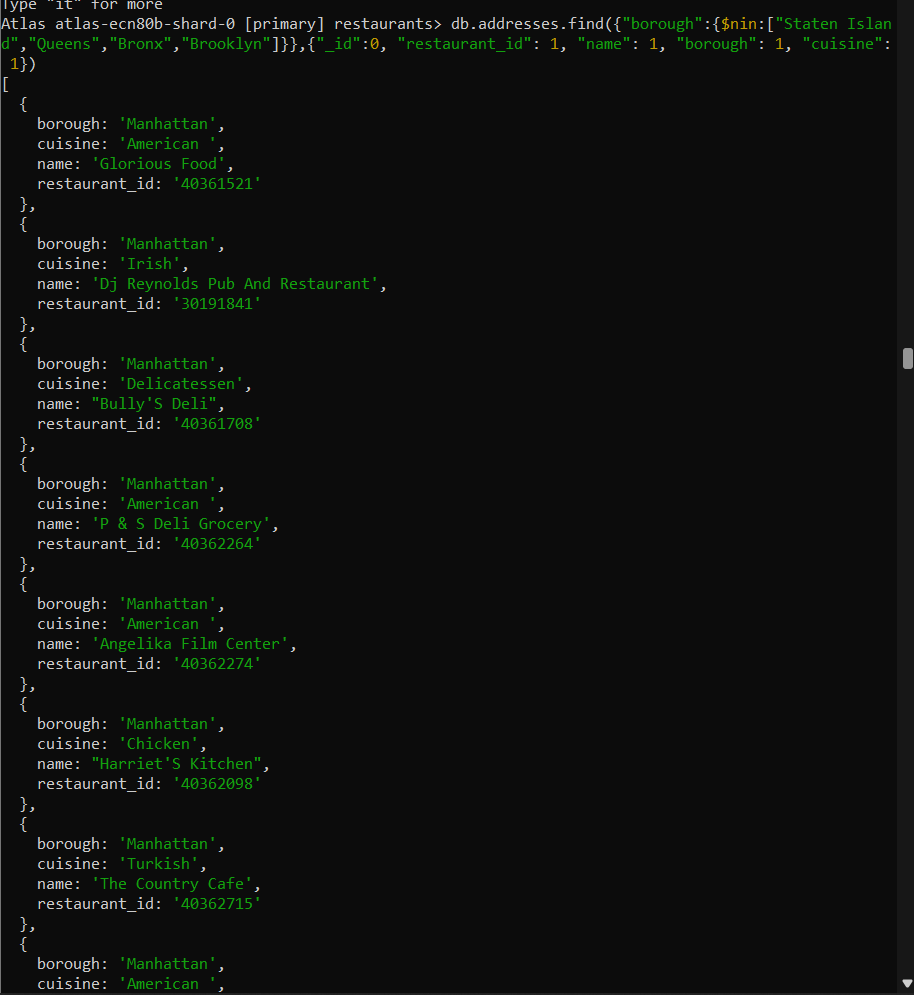 Type "it" for more
Atlas atlas-ecn80b-shard-0 [primary] restaurants> db.addresses.find({"borough":{$nin:["Staten Islan
d","Queens","Bronx","Brooklyn"]}},{"_id":0, "restaurant_id": 1, "name": 1, "borough": 1, "cuisine":
 1})
[
  {
    borough: 'Manhattan',
    cuisine: 'American ',
    name: 'Glorious Food',
    restaurant_id: '40361521'
  },
  {
    borough: 'Manhattan',
    cuisine: 'Irish',
    name: 'Dj Reynolds Pub And Restaurant',
    restaurant_id: '30191841'
  },
  {
    borough: 'Manhattan',
    cuisine: 'Delicatessen',
    name: "Bully'S Deli",
    restaurant_id: '40361708'
  },
  {
    borough: 'Manhattan',
    cuisine: 'American ',
    name: 'P & S Deli Grocery',
    restaurant_id: '40362264'
  },
  {
    borough: 'Manhattan',
    cuisine: 'American ',
    name: 'Angelika Film Center',
    restaurant_id: '40362274'
  },
  {
    borough: 'Manhattan',
    cuisine: 'Chicken',
    name: "Harriet'S Kitchen",
    restaurant_id: '40362098'
  },
  {
    borough: 'Manhattan',
    cuisine: 'Turkish',
    name: 'The Country Cafe',
    restaurant_id: '40362715'
  },
  {
    borough: 'Manhattan',
    cuisine: 'American ',